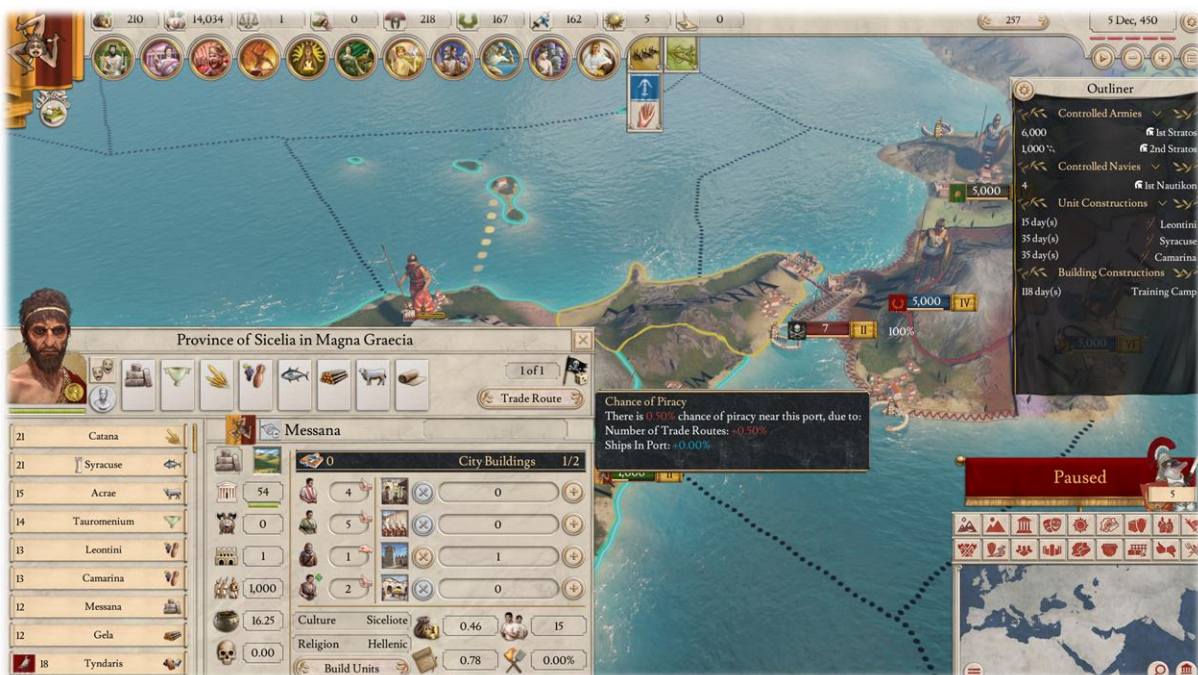 210 14,034 1 0 218 167 162 5 0
257
5 Dec, 450
Outliner
Controlled Armies
6,000 1st Stratos
1,000 2nd Stratos
Controlled Navies
4 1st Nautikon
Unit Constructions
15 day(s) Leontini
35 day(s) Syracuse
35 day(s) Camarina
Building Constructions
118 day(s) Training Camp
5,000
5,000 IV
7 II 100%
5,000 VI
1,000 II
Province of Sicelia in Magna Graecia
1 of 1
Trade Route
Chance of Piracy
There is 0.50% chance of piracy near this port, due to:
Number of Trade Routes: +0.50%
Ships In Port: +0.00%
21 Catana
21 Syracuse
15 Acrae
14 Tauromenium
13 Leontini
13 Camarina
12 Messana
12 Gela
18 Tyndaris
Messana
0 City Buildings 1/2
54 4 0
0 5 0
1 1 1
1,000 2 0
16.25 Culture Siceliote 0.46 15
0.00 Religion Hellenic 0.78 0.00%
Build Units
Paused
5